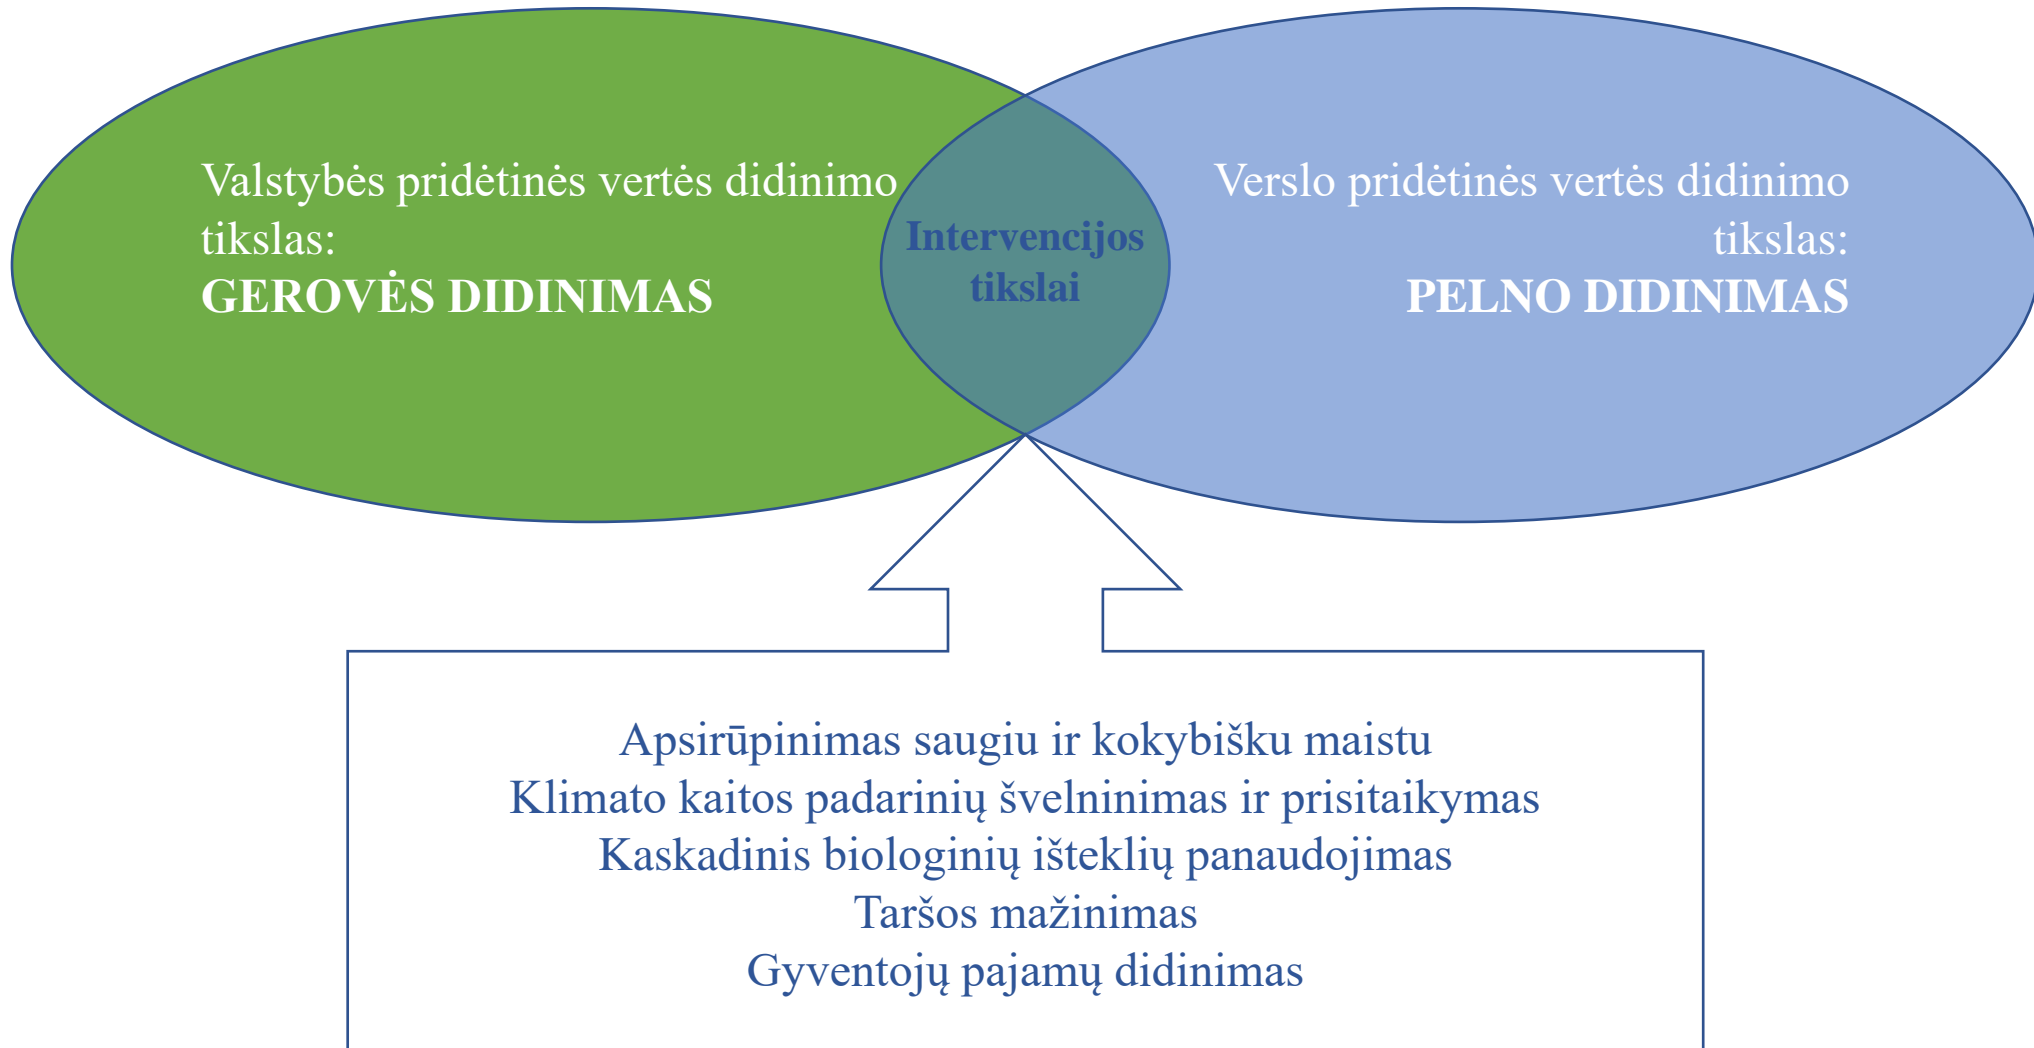 Valstybės pridėtinės vertės didinimo
tikslas:
GEROVĖS DIDINIMAS
Intervencijos
tikslai
Verslo pridėtinės vertės didinimo
tikslas:
PELNO DIDINIMAS
Apsirūpinimas saugiu ir kokybišku maistu
Klimato kaitos padarinių švelninimas ir prisitaikymas
Kaskadinis biologinių išteklių panaudojimas
Taršos mažinimas
Gyventojų pajamų didinimas